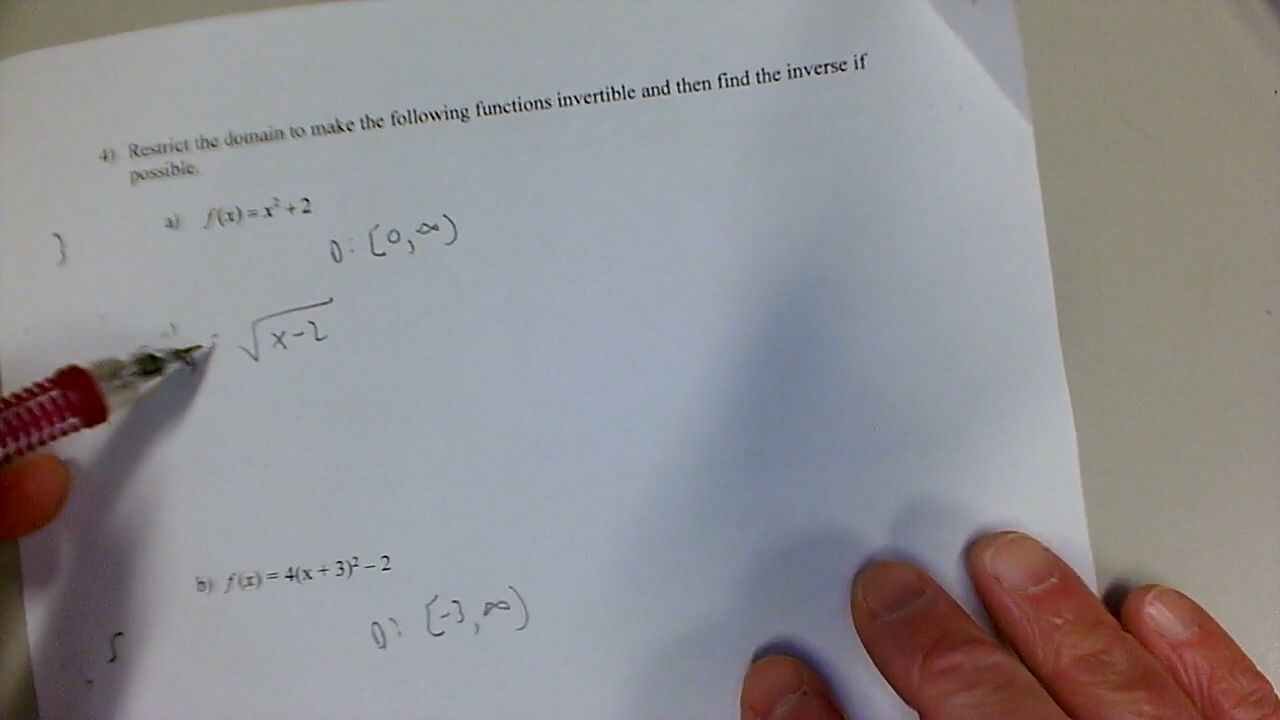 4) Restrict the domain to make the following functions invertible and then find the inverse if
possible.
a) f(x) = x² + 2
D: [0, ∞)
√x-2
b) f(x) = 4(x + 3)² – 2
D: [-3, ∞)